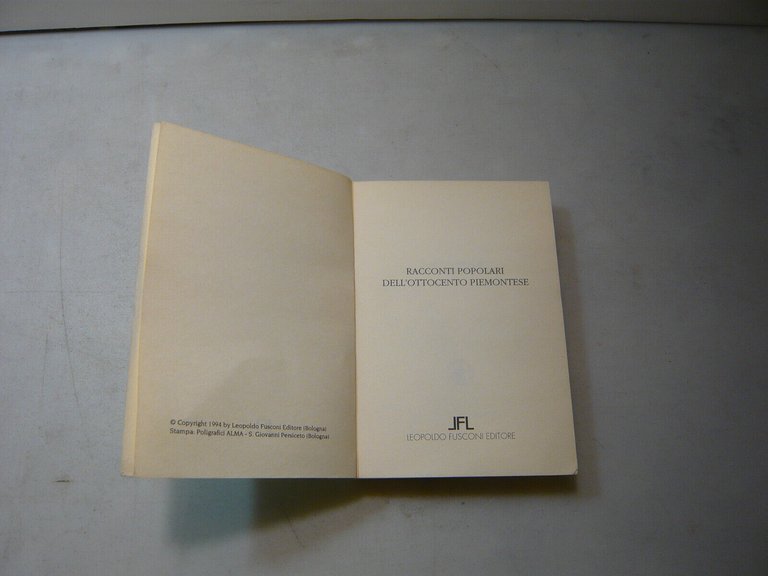 © Copyright 1994 by Leopoldo Fusconi Editore (Bologna)
Stampa: Poligrafici ALMA - S. Giovanni Persiceto (Bologna)
RACCONTI POPOLARI
DELL'OTTOCENTO PIEMONTESE
LFL
LEOPOLDO FUSCONI EDITORE